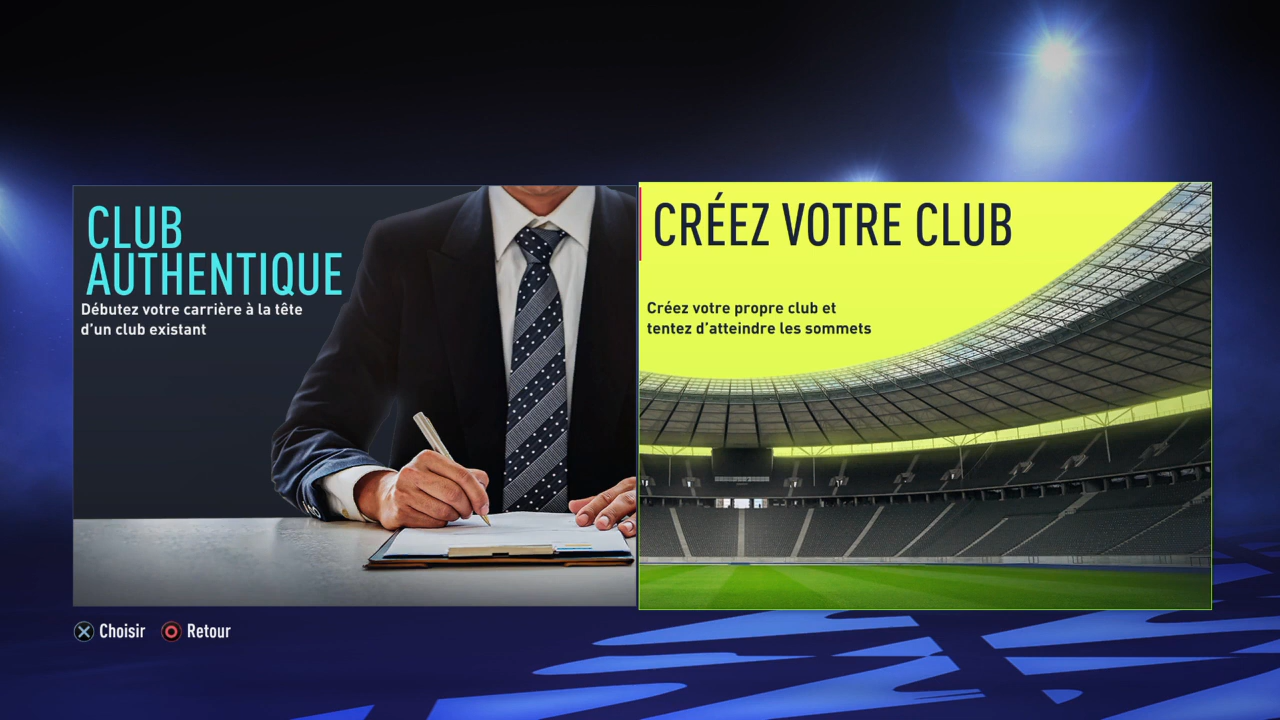 CLUB
AUTHENTIQUE
Débutez votre carrière à la tête
d'un club existant
CRÉEZ VOTRE CLUB
Créez votre propre club et
tentez d'atteindre les sommets
Choisir
Retour